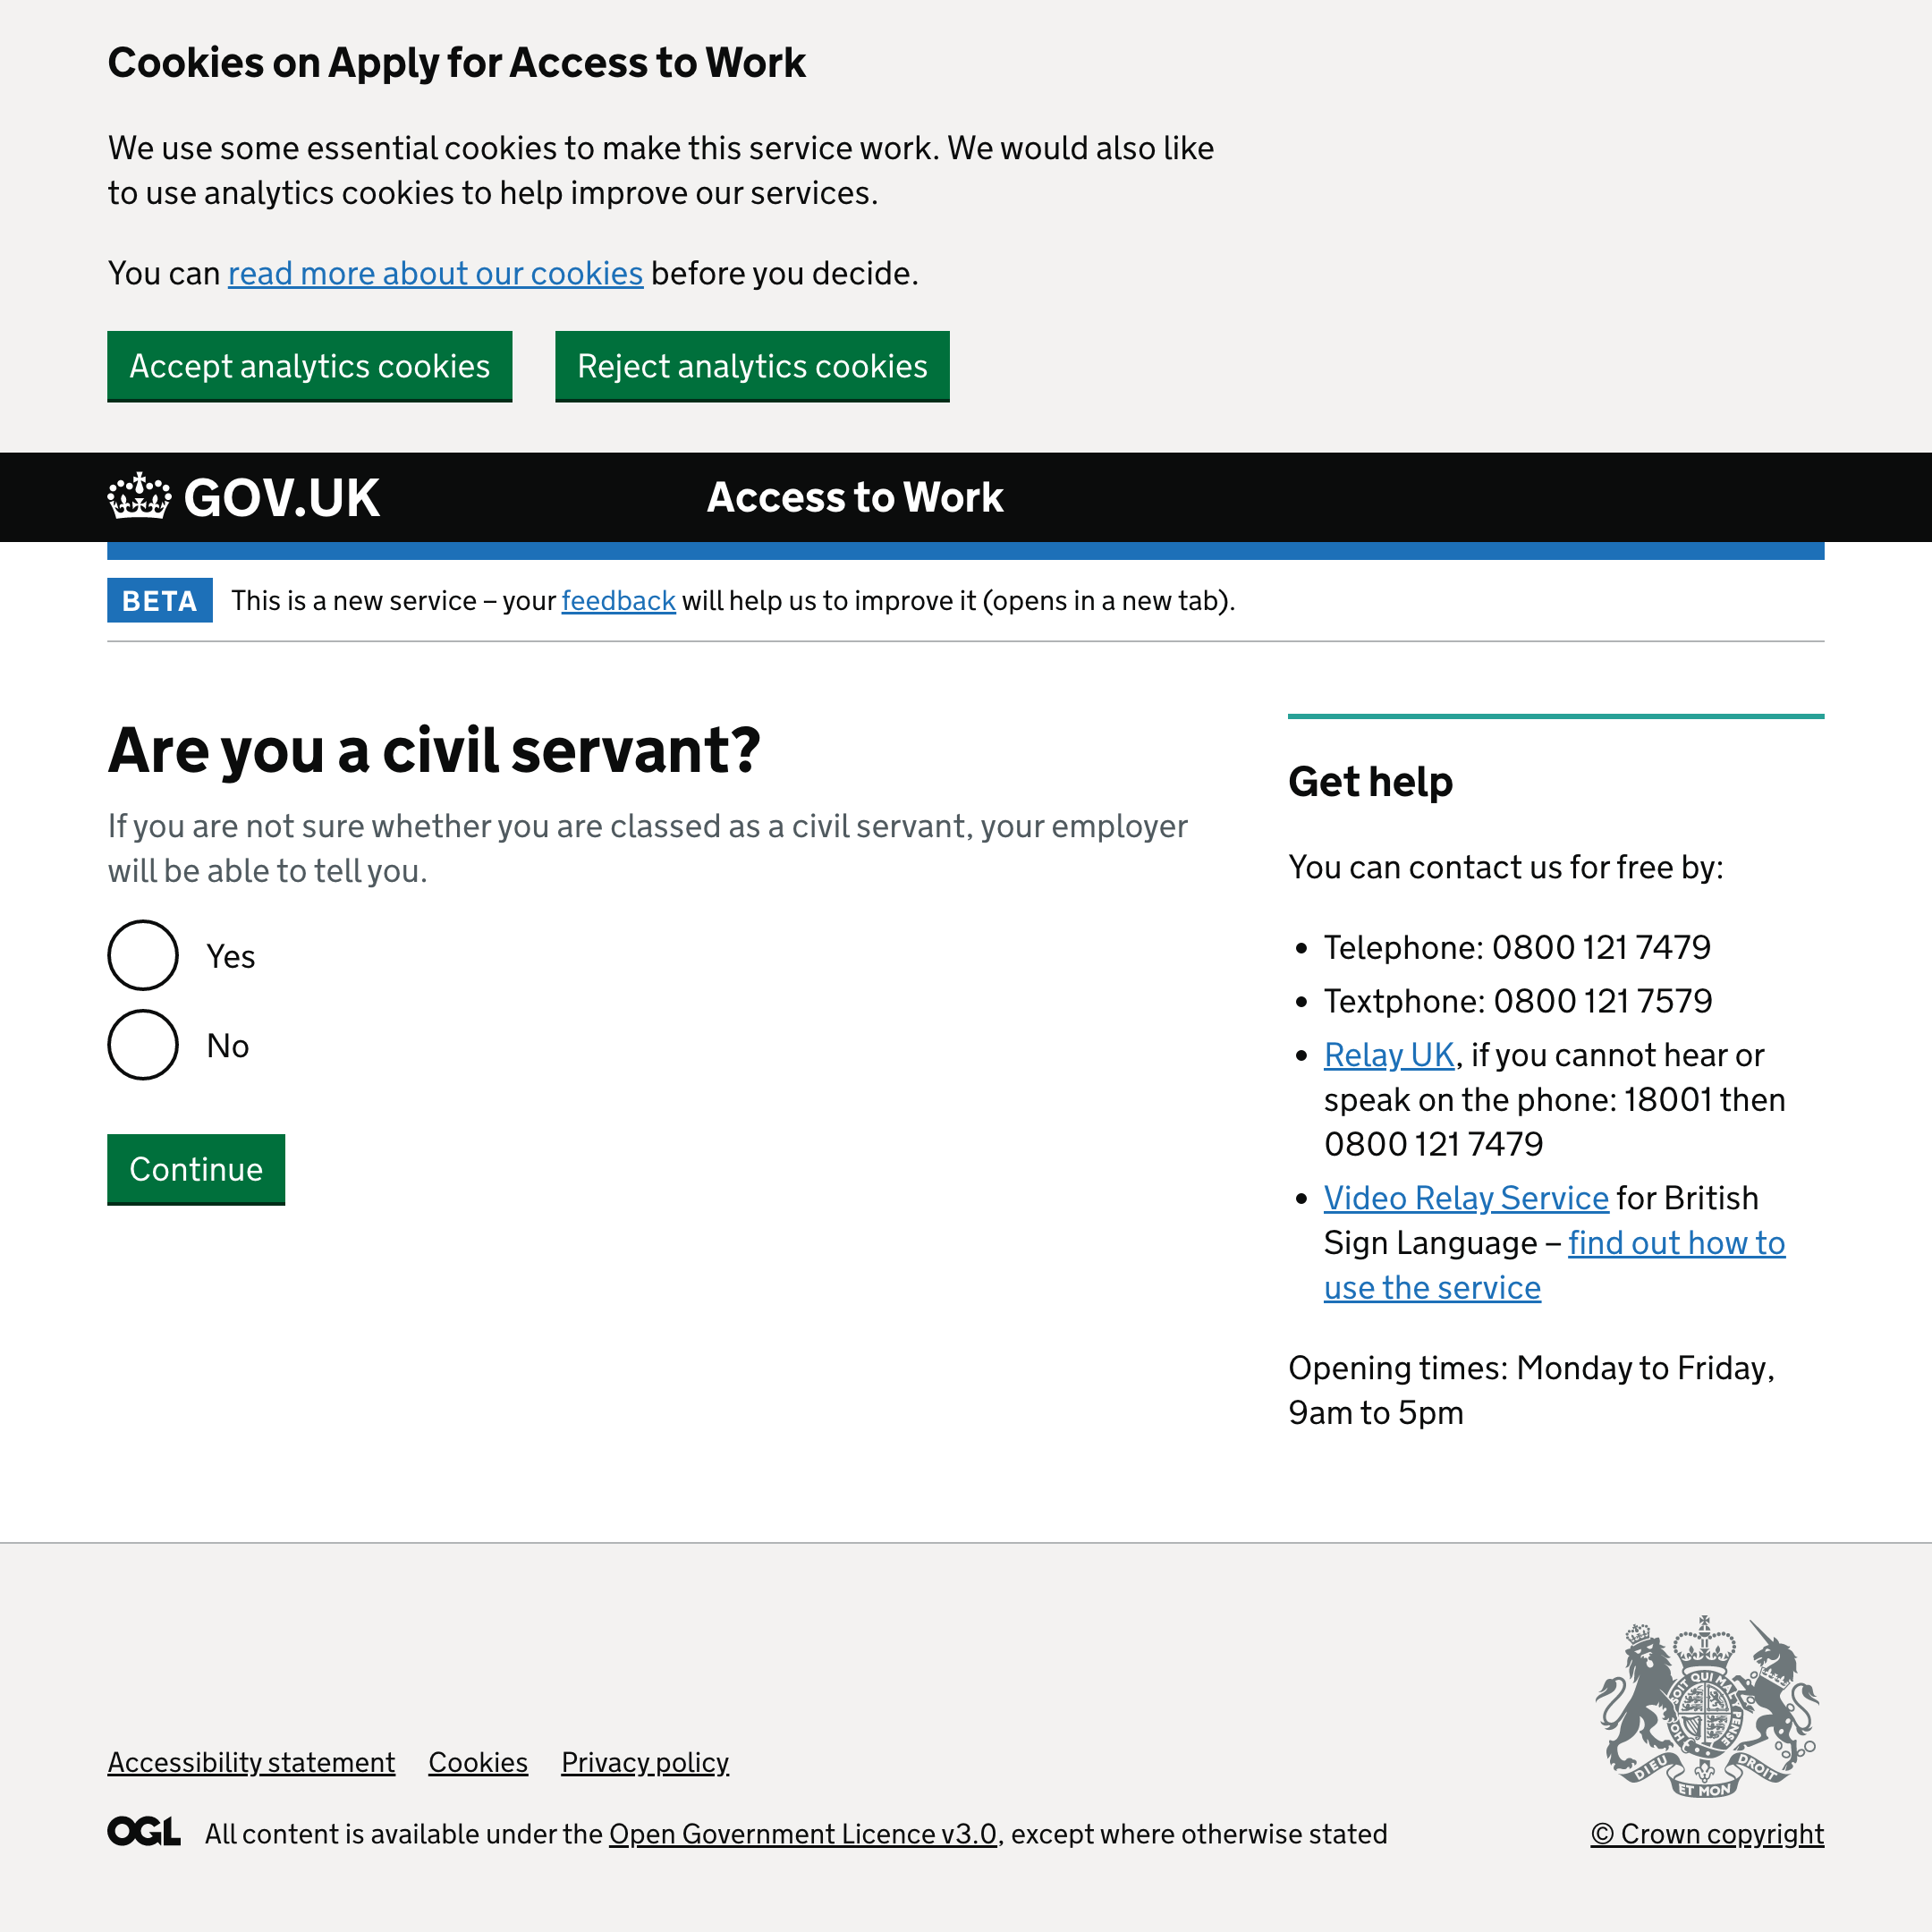 Cookies on Apply for Access to Work
We use some essential cookies to make this service work. We would also like
to use analytics cookies to help improve our services.
You can read more about our cookies before you decide.
Accept analytics cookies
Reject analytics cookies
GOV.UK
Access to Work
BETA
This is a new service – your feedback will help us to improve it (opens in a new tab).
Are you a civil servant?
If you are not sure whether you are classed as a civil servant, your employer
will be able to tell you.
Yes
No
Continue
Get help
You can contact us for free by:
• Telephone: 0800 121 7479
• Textphone: 0800 121 7579
• Relay UK, if you cannot hear or
speak on the phone: 18001 then
0800 121 7479
• Video Relay Service for British
Sign Language – find out how to
use the service
Opening times: Monday to Friday,
9am to 5pm
SOIT QUI MAL
PENSE
HON
DIEU ET MON DROIT
Accessibility statement
Cookies
Privacy policy
OGL
All content is available under the Open Government Licence v3.0, except where otherwise stated
© Crown copyright